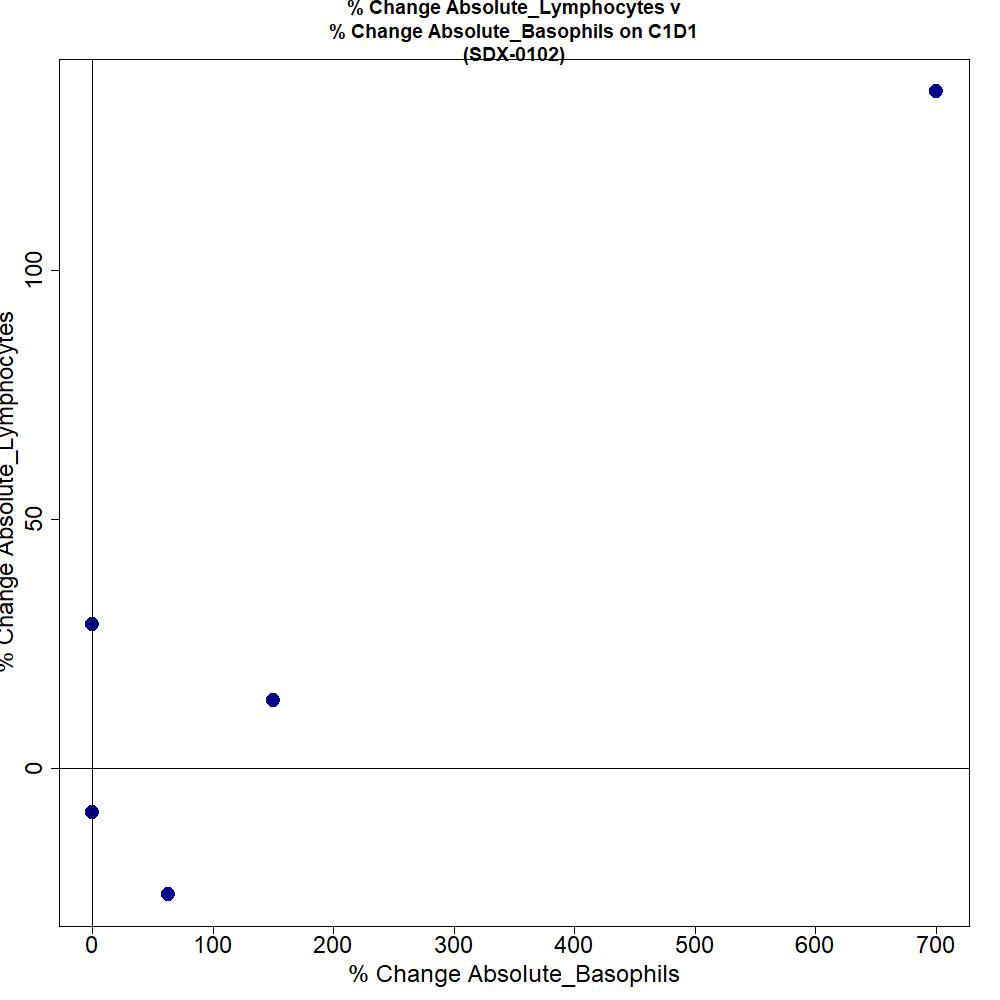 % Change Absolute_Lymphocytes v
% Change Absolute_Basophils on C1D1
(SDX-0102)
% Change Absolute_Lymphocytes
100
50
0
0 100 200 300 400 500 600 700
% Change Absolute_Basophils